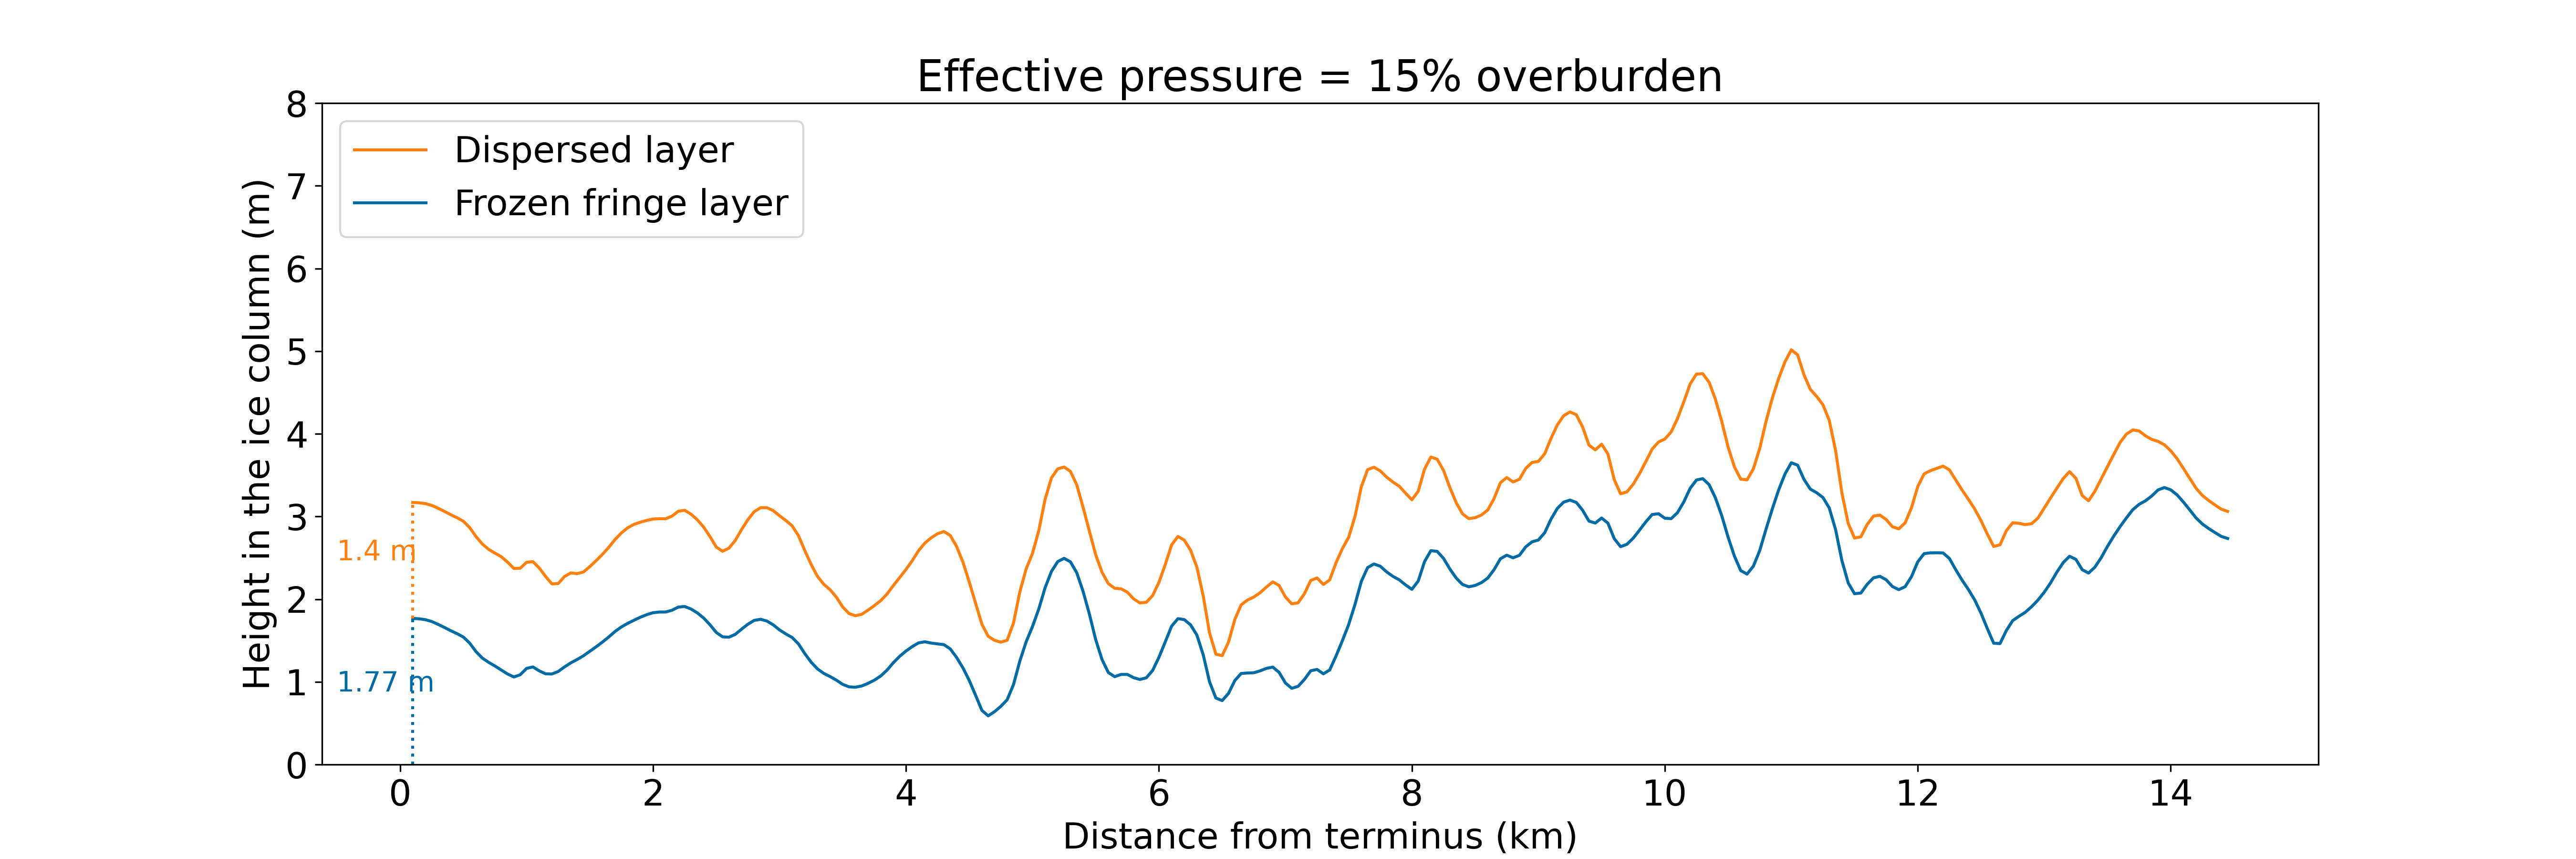 Effective pressure = 15% overburden
Dispersed layer
Frozen fringe layer
Height in the ice column (m)
8
7
6
5
4
3
2
1
0
1.4 m
1.77 m
0 2 4 6 8 10 12 14
Distance from terminus (km)